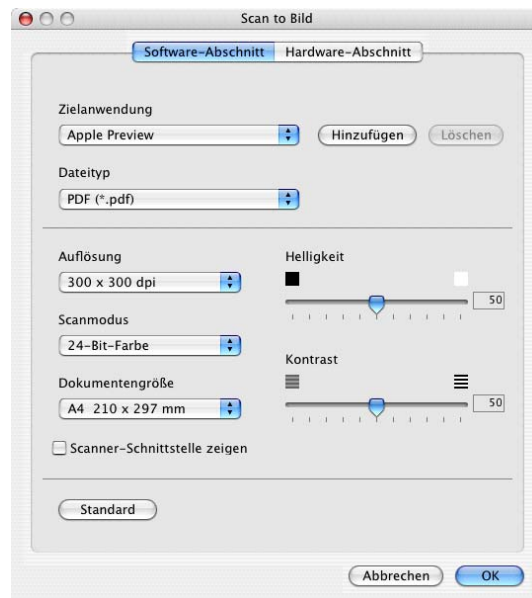 Scan to Bild
Software-Abschnitt Hardware-Abschnitt
Zielanwendung
Apple Preview Hinzufügen Löschen
Dateityp
PDF (*.pdf)
Auflösung Helligkeit
300 x 300 dpi 50
Scanmodus
24-Bit-Farbe
Kontrast
Dokumentengröße
A4 210 x 297 mm 50
Scanner-Schnittstelle zeigen
Standard
Abbrechen OK